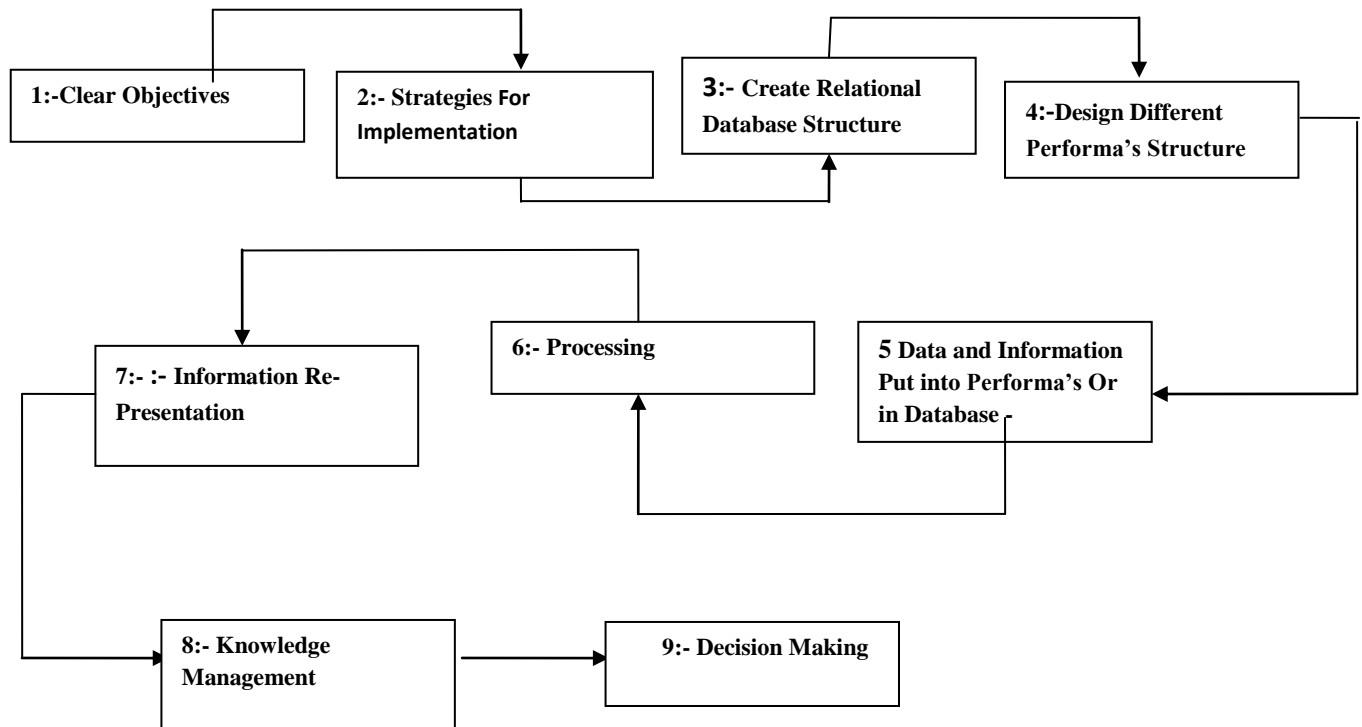 1:-Clear Objectives
2:- Strategies For
Implementation
3:- Create Relational
Database Structure
4:-Design Different
Performa’s Structure
5 Data and Information
Put into Performa’s Or
in Database -
6:- Processing
7:- :- Information Re-
Presentation
8:- Knowledge
Management
9:- Decision Making